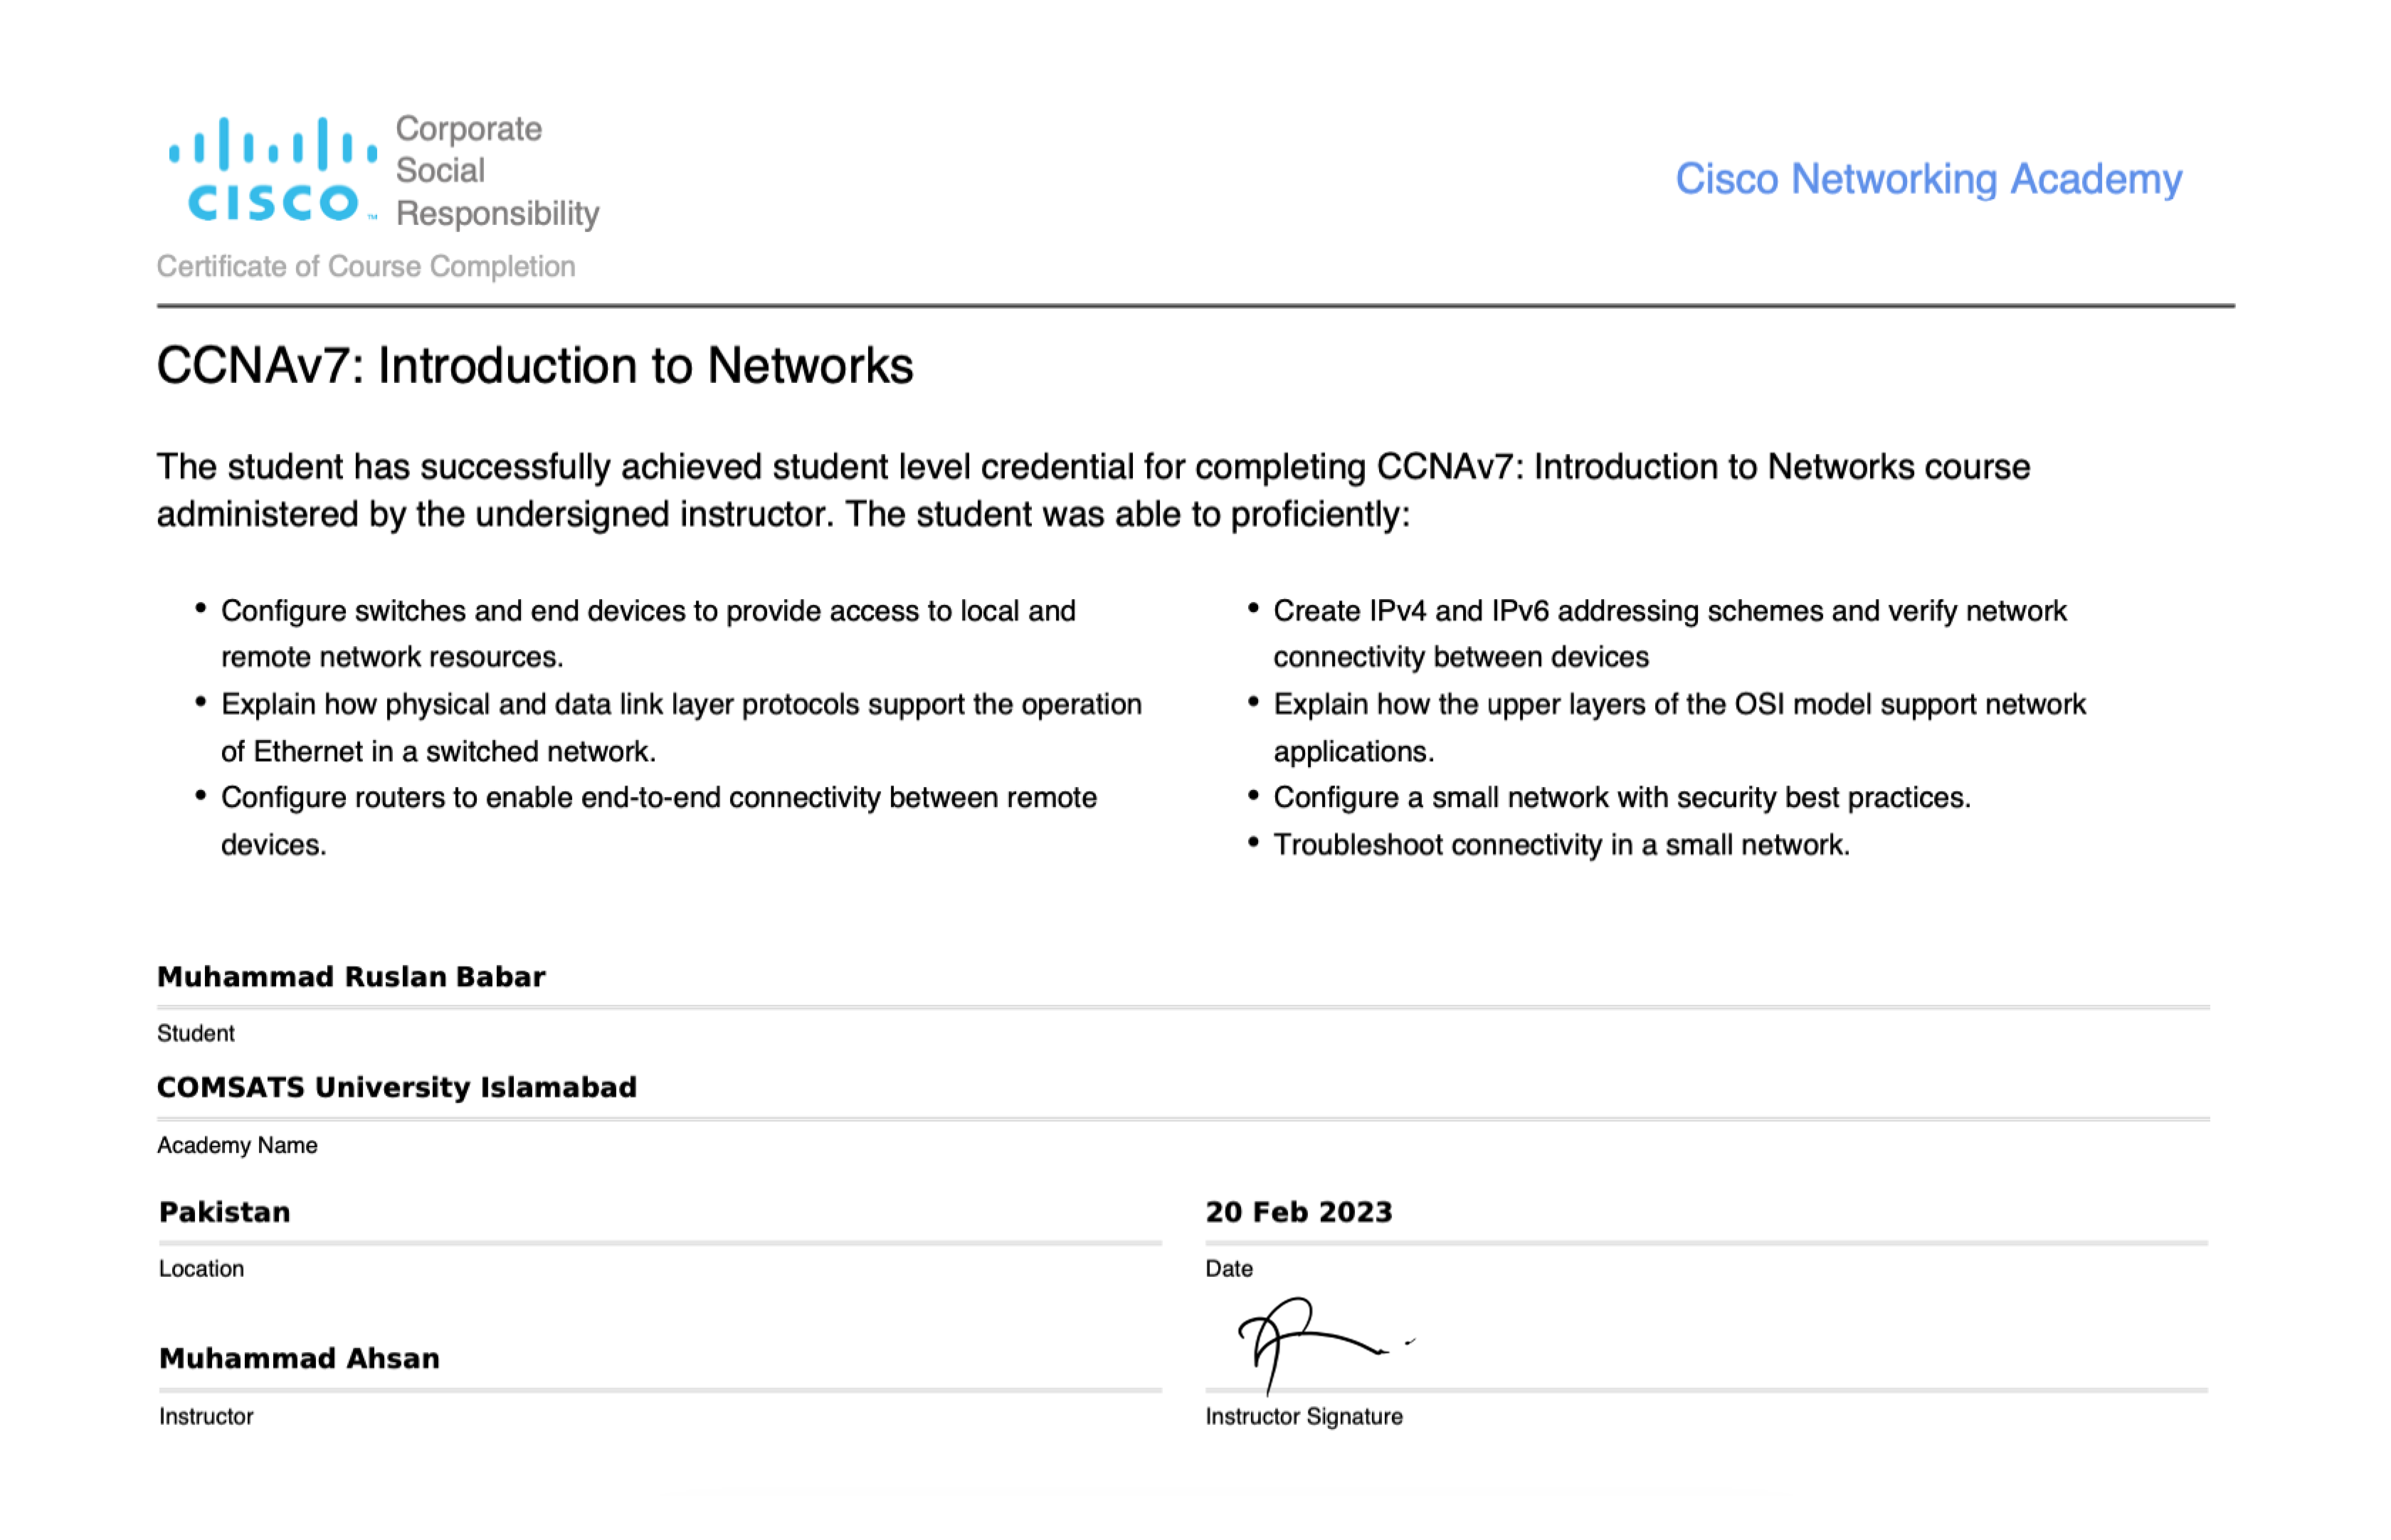 CISCO™
Corporate
Social
Responsibility
Cisco Networking Academy
Certificate of Course Completion
CCNAv7: Introduction to Networks
The student has successfully achieved student level credential for completing CCNAv7: Introduction to Networks course
administered by the undersigned instructor. The student was able to proficiently:
• Configure switches and end devices to provide access to local and
remote network resources.
• Explain how physical and data link layer protocols support the operation
of Ethernet in a switched network.
• Configure routers to enable end-to-end connectivity between remote
devices.
• Create IPv4 and IPv6 addressing schemes and verify network
connectivity between devices
• Explain how the upper layers of the OSI model support network
applications.
• Configure a small network with security best practices.
• Troubleshoot connectivity in a small network.
Muhammad Ruslan Babar
Student
COMSATS University Islamabad
Academy Name
Pakistan
Location
20 Feb 2023
Date
Muhammad Ahsan
Instructor
Instructor Signature